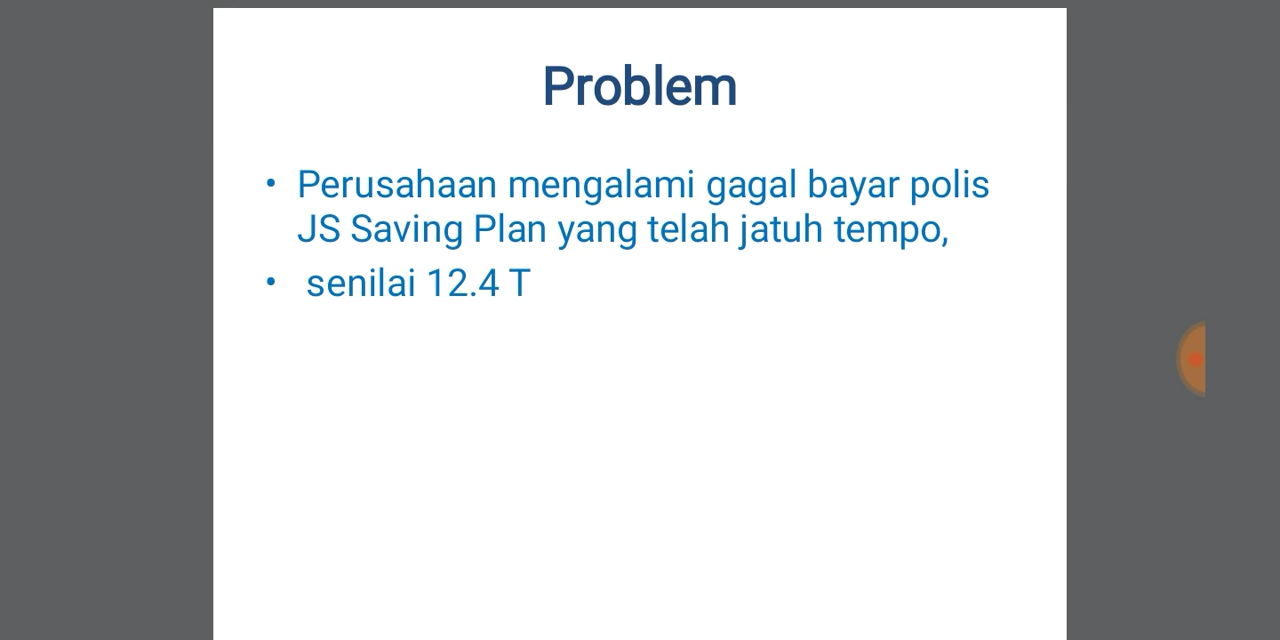 Problem
• Perusahaan mengalami gagal bayar polis
JS Saving Plan yang telah jatuh tempo,
• senilai 12.4 T